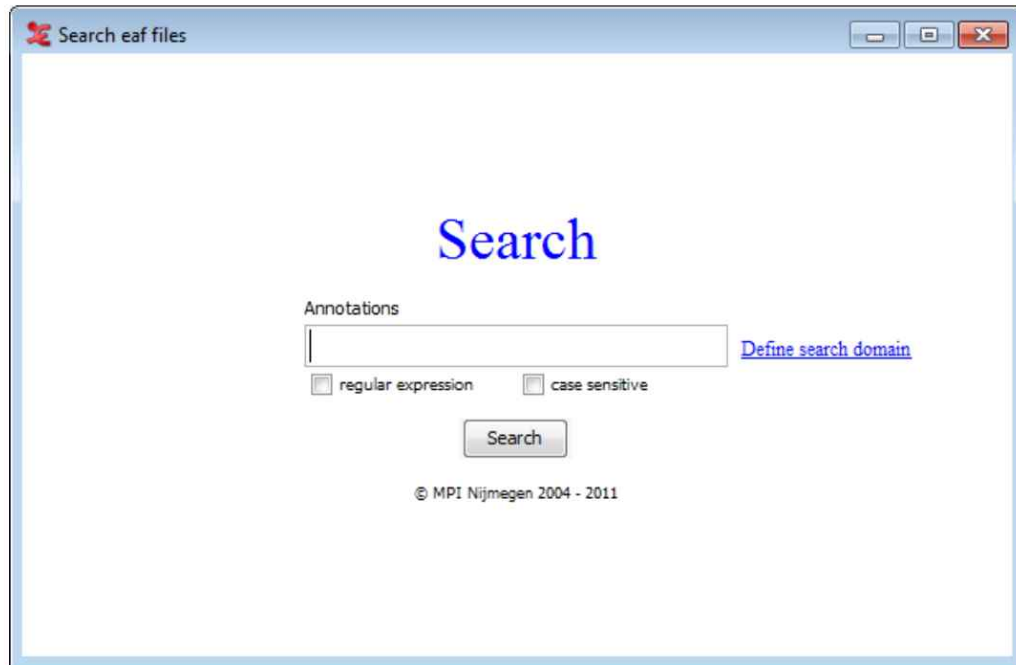 Search eaf files
Search
Annotations
Define search domain
regular expression case sensitive
Search
© MPI Nijmegen 2004 - 2011